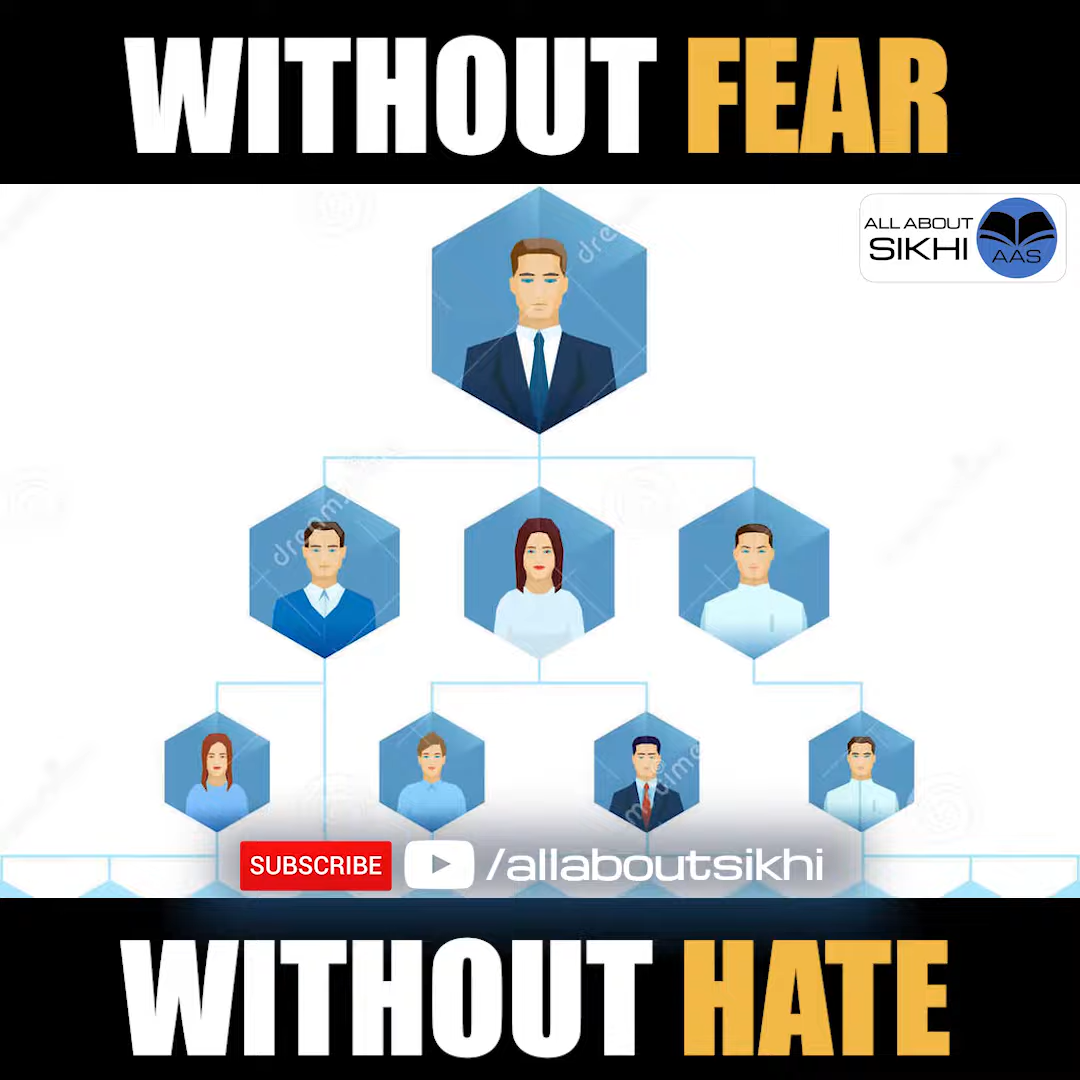 WITHOUT FEAR
ALL ABOUT
SIKHI
AAS
SUBSCRIBE /allaboutsikhi
WITHOUT HATE